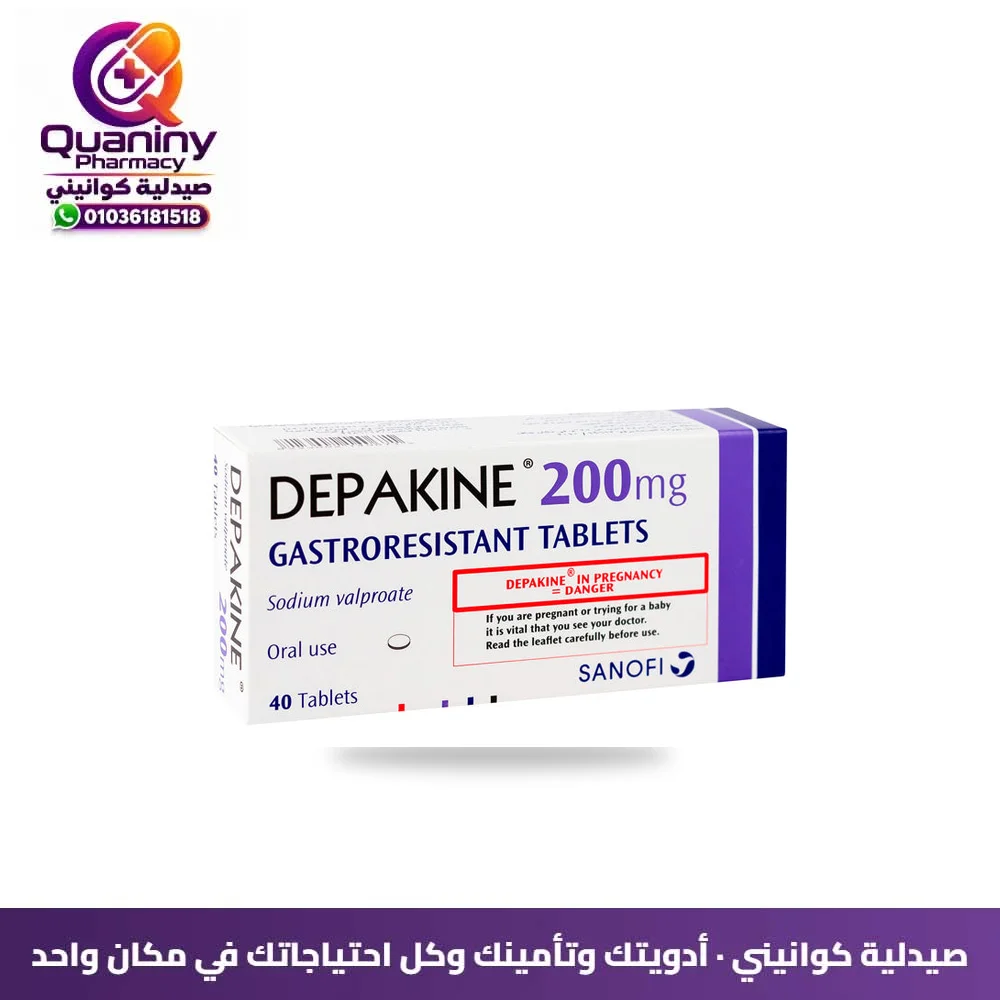 Quaniny
Pharmacy
صيدلية كوانيني
01036181518
DEPAKINE® 200mg
GASTRORESISTANT TABLETS
Sodium valproate
Oral use
40 Tablets
DEPAKINE® IN PREGNANCY
= DANGER
If you are pregnant or trying for a baby
it is vital that you see your doctor.
Read the leaflet carefully before use.
SANOFI
DEPAKINE® 200mg
Sodium valproate
40 Tablets
صيدلية كوانيني · أدويتك وتأمينك وكل احتياجاتك في مكان واحد